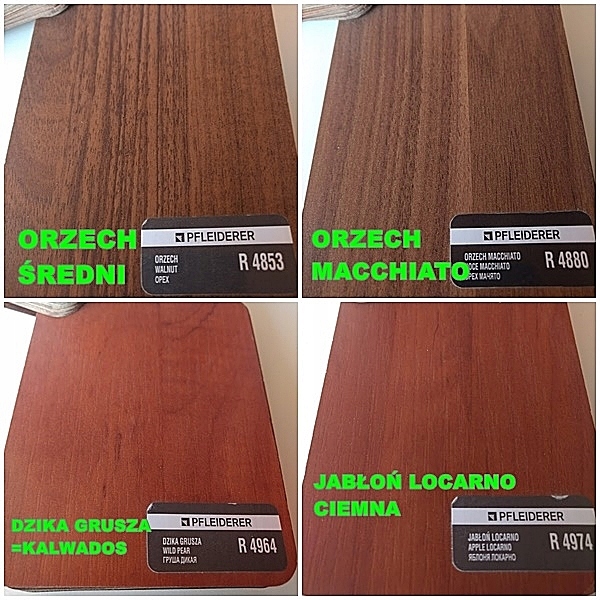 ORZECH
ŚREDNI
PFLEIDERER
ORZECH
WALNUT
ОРЕХ
R 4853
ORZECH
MACCHIATO
PFLEIDERER
ORZECH MACCHIATO
NOCE MACCHIATO
ОРЕХ МАЧЯТО
R 4880
DZIKA GRUSZA
=KALWADOS
PFLEIDERER
DZIKA GRUSZA
WILD PEAR
ГРУША ДИКАЯ
R 4964
JABŁOŃ LOCARNO
CIEMNA
PFLEIDERER
JABŁOŃ LOCARNO
APPLE LOCARNO
ЯБЛОНЯ ЛОКАРНО
R 4974